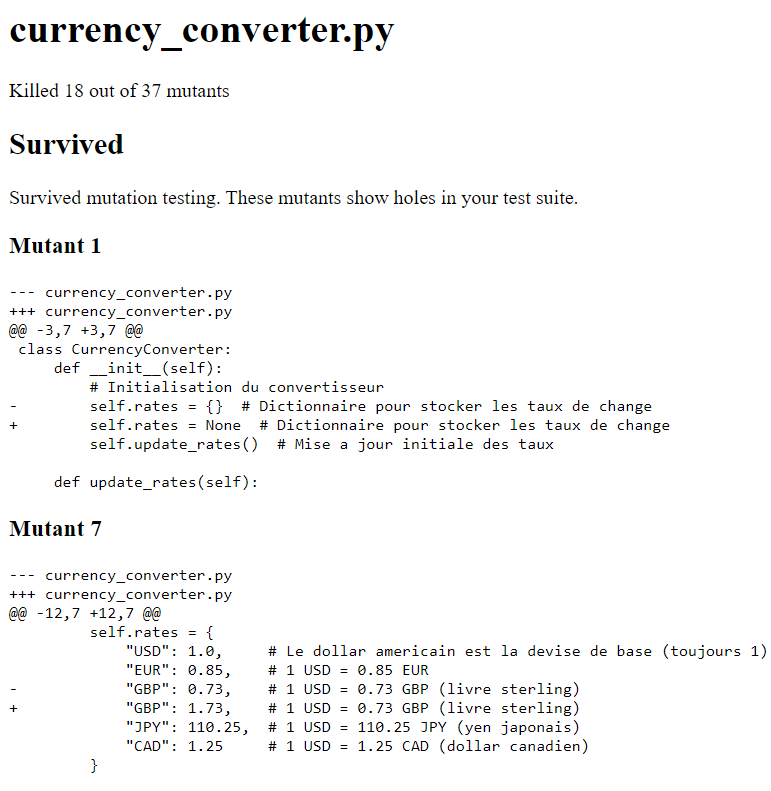 currency_converter.py
Killed 18 out of 37 mutants
Survived
Survived mutation testing. These mutants show holes in your test suite.
Mutant 1
--- currency_converter.py
+++ currency_converter.py
@@ -3,7 +3,7 @@
 class CurrencyConverter:
     def __init__(self):
         # Initialisation du convertisseur
-        self.rates = {}  # Dictionnaire pour stocker les taux de change
+        self.rates = None  # Dictionnaire pour stocker les taux de change
         self.update_rates()  # Mise a jour initiale des taux
     def update_rates(self):
Mutant 7
--- currency_converter.py
+++ currency_converter.py
@@ -12,7 +12,7 @@
         self.rates = {
             "USD": 1.0,     # Le dollar americain est la devise de base (toujours 1)
             "EUR": 0.85,    # 1 USD = 0.85 EUR
-            "GBP": 0.73,    # 1 USD = 0.73 GBP (livre sterling)
+            "GBP": 1.73,    # 1 USD = 0.73 GBP (livre sterling)
             "JPY": 110.25,  # 1 USD = 110.25 JPY (yen japonais)
             "CAD": 1.25     # 1 USD = 1.25 CAD (dollar canadien)
         }